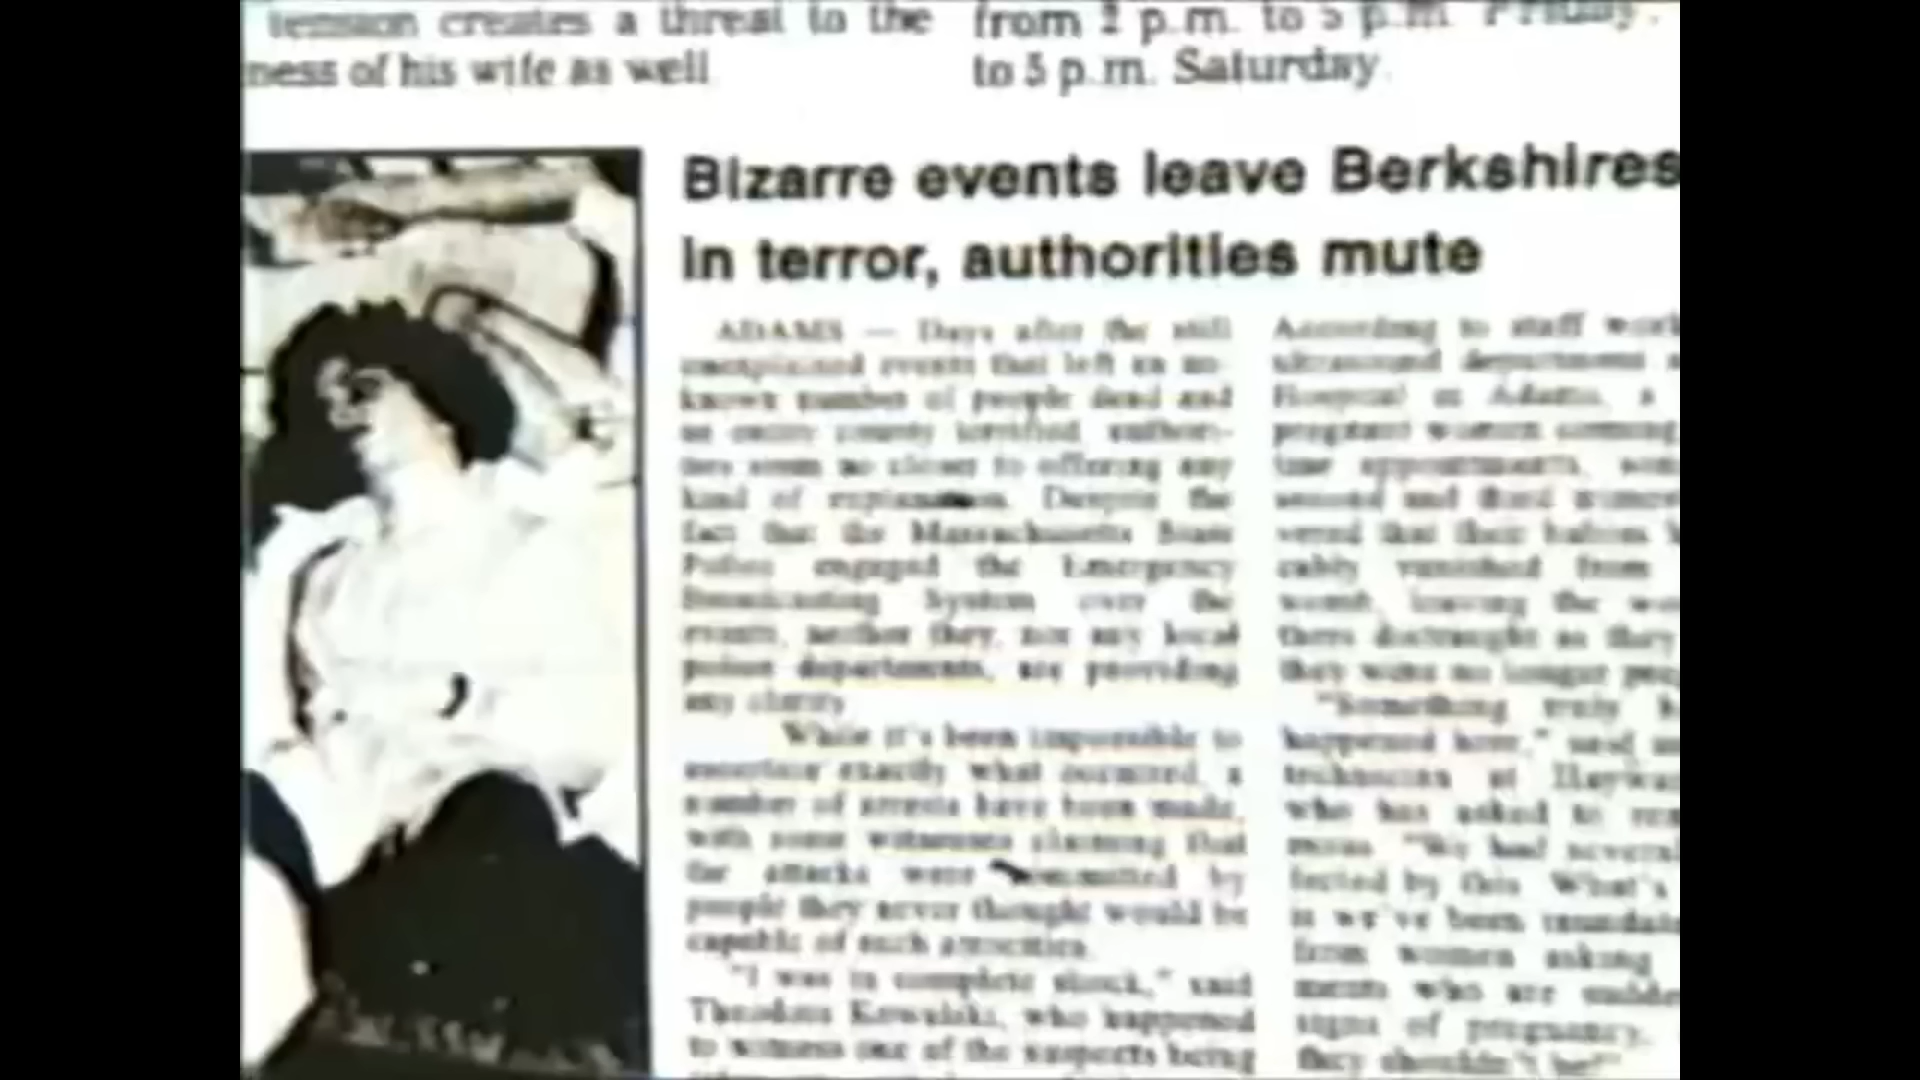 tension creates a threat to the
ness of his wife as well
from 2 p.m. to 5 p.m. Friday.
to 5 p.m. Saturday.
Bizarre events leave Berkshires
in terror, authorities mute
ADAMS — Days after the still
unexplained events that left an un-
known number of people dead and
an entire county terrified, authori-
ties seem no closer to offering any
kind of explanation. Despite the
fact that the Massachusetts State
Police engaged the Emergency
Broadcasting System over the
events, neither they, nor any local
police departments, are providing
any clarity
While it's been impossible to
ascertain exactly what occurred, a
number of arrests have been made,
with some witnesses claiming that
the attacks were committed by
people they never thought would be
capable of such atrocities.
"I was in complete shock," said
Theodore Kowalski, who happened
to witness one of the suspects being
According to staff
ultrasound department
Hospital in Adams, a
pregnant women coming
time appointments,
second and third
vered that their babies
cably vanished from
womb, leaving the
them distraught as they
they were no longer
"Something truly
happened here," said
technician at
who has asked to
"We had several
fected by this. What's
is we've been
from women asking
ments who are
signs of pregnancy,
they shouldn't be!"